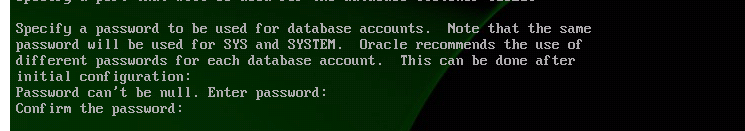 Specify a password to be used for database accounts.  Note that the same
password will be used for SYS and SYSTEM.  Oracle recommends the use of
different passwords for each database account.  This can be done after
initial configuration:
Password can't be null. Enter password:
Confirm the password: